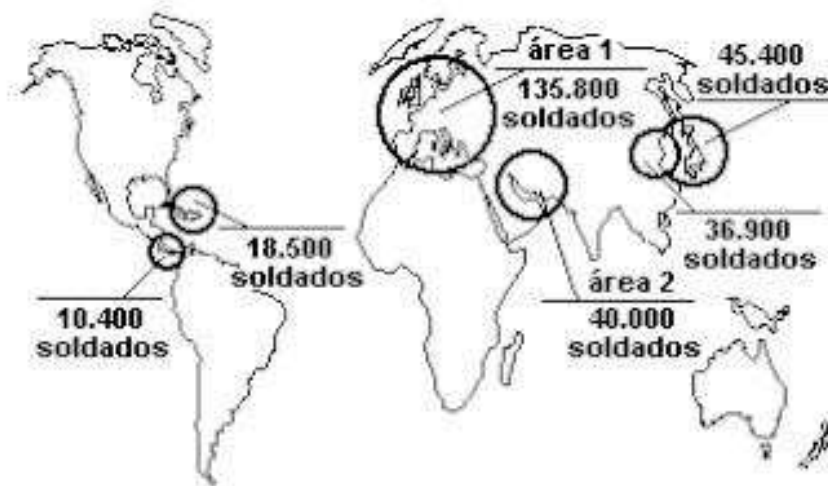 área 1
135.800
soldados
45.400
soldados
18.500
soldados
36.900
soldados
10.400
soldados
área 2
40.000
soldados